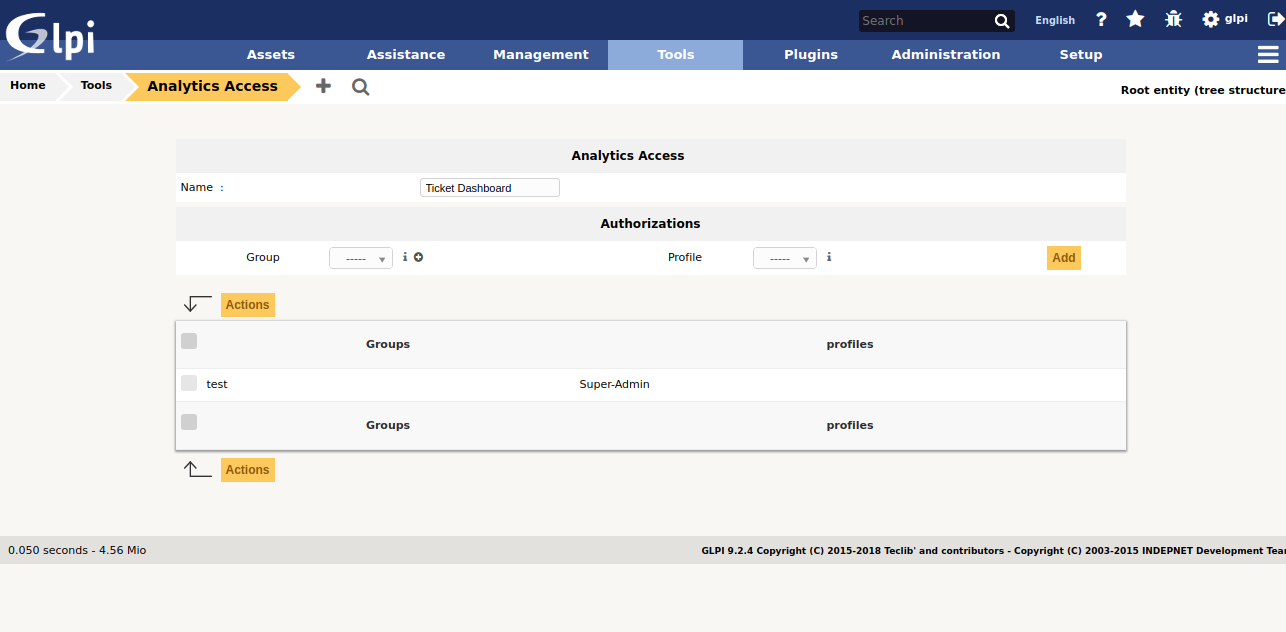 Glpi
Search English ? glpi
Assets Assistance Management Tools Plugins Administration Setup
Home Tools Analytics Access
Root entity (tree structure
Analytics Access
Name : Ticket Dashboard
Authorizations
Group ----- i Profile ----- i Add
Actions
Groups profiles
test Super-Admin
Groups profiles
Actions
0.050 seconds - 4.56 Mio GLPI 9.2.4 Copyright (C) 2015-2018 Teclib' and contributors - Copyright (C) 2003-2015 INDEPNET Development Tea